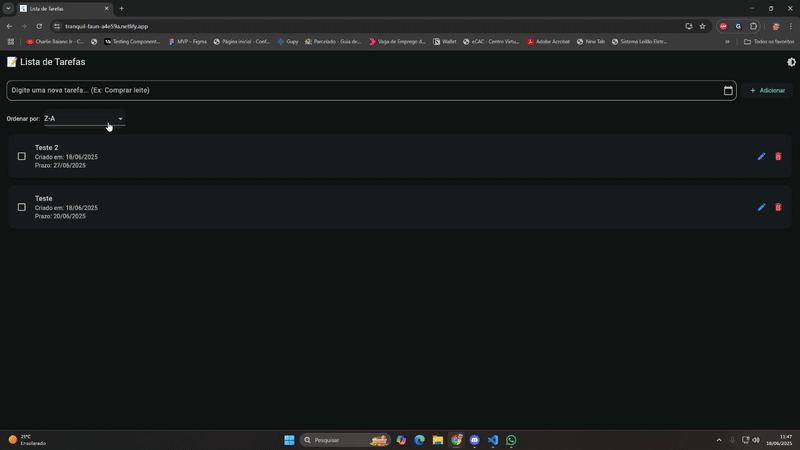 Lista de Tarefas
tranquil-faun-a4e59a.netlify.app
Charlie Baiano Jr - C...
Testing Component...
MVP – Figma
Página inicial - Conf...
Gupy
Parcelado - Guia de...
Vaga de Emprego d...
Wallet
eCAC - Centro Virtu...
Adobe Acrobat
New Tab
Sistema Leilão Eletr...
Todos os favoritos
Lista de Tarefas
Digite uma nova tarefa... (Ex: Comprar leite)
Adicionar
Ordenar por: Z-A
Teste 2
Criado em: 18/06/2025
Prazo: 27/06/2025
Teste
Criado em: 18/06/2025
Prazo: 20/06/2025
Ensolarado
Pesquisar
11:47
18/06/2025